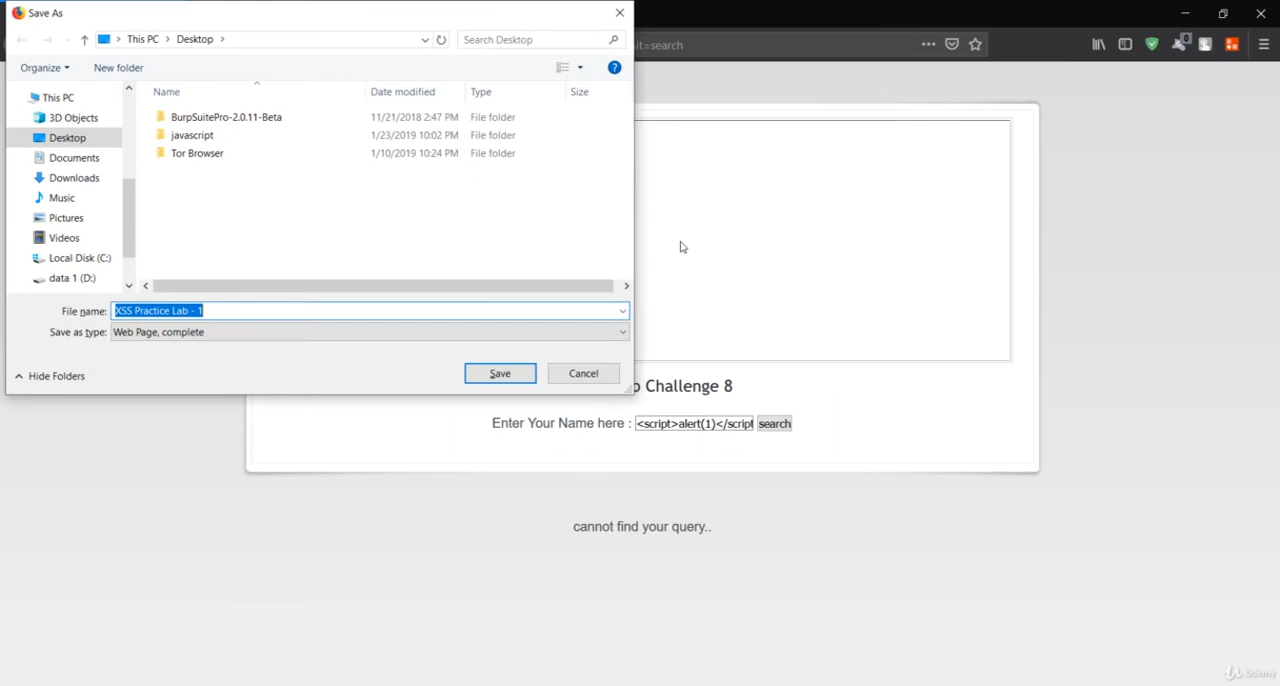 Save As
This PC > Desktop >
Search Desktop
it=search
0
Organize
New folder
?
Name
Date modified
Type
Size
This PC
3D Objects
Desktop
Documents
Downloads
Music
Pictures
Videos
Local Disk (C:)
data 1 (D:)
BurpSuitePro-2.0.11-Beta 11/21/2018 2:47 PM File folder
javascript 1/23/2019 10:02 PM File folder
Tor Browser 1/10/2019 10:24 PM File folder
File name: XSS Practice Lab - 1
Save as type: Web Page, complete
Hide Folders
Save
Cancel
Challenge 8
Enter Your Name here : <script>alert(1)</script search
cannot find your query..
Udemy